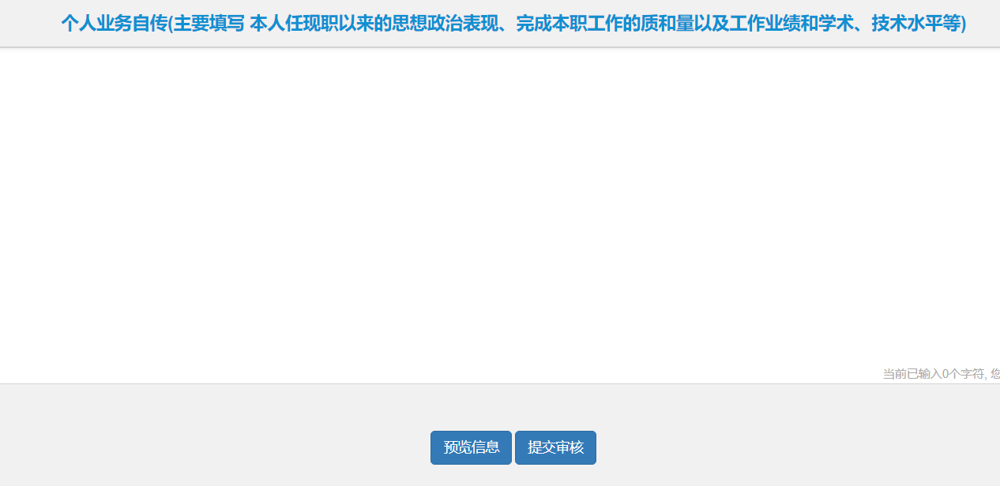 个人业务自传(主要填写 本人任现职以来的思想政治表现、完成本职工作的质和量以及工作业绩和学术、技术水平等)
当前已输入0个字符, 您
预览信息 提交审核